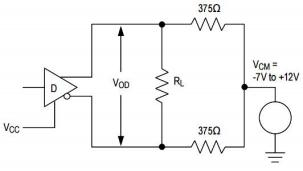 375Ω
VCM =
-7V to +12V
VOD
RL
D
375Ω
VCC